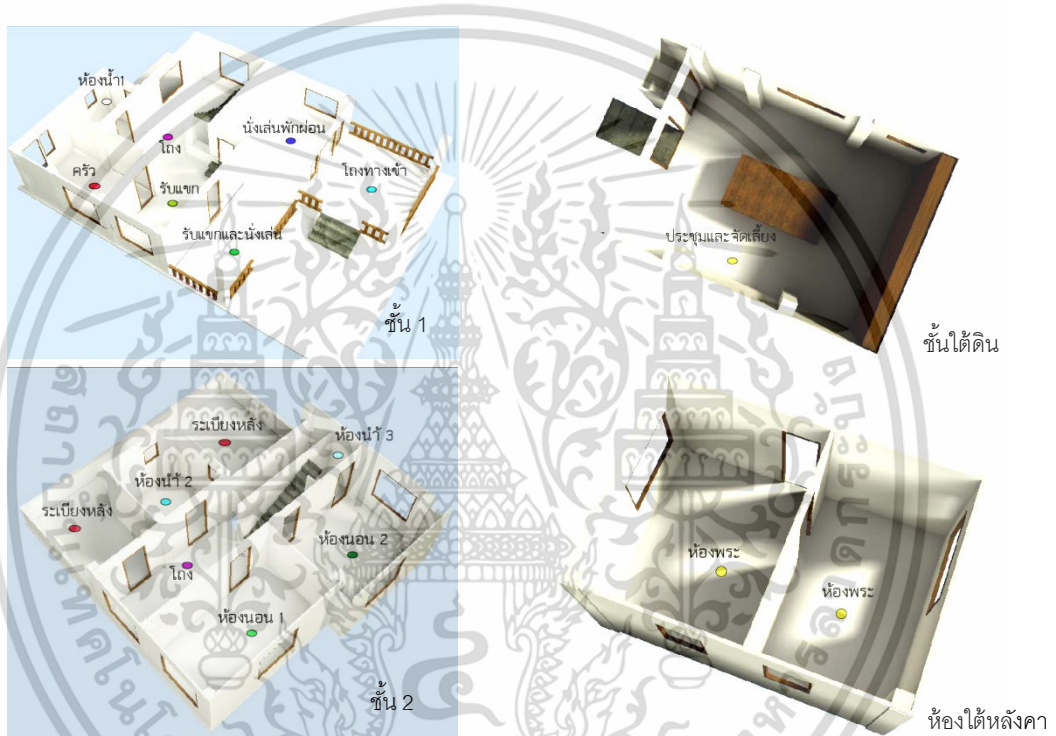 ห้องน้ำ1
นั่งเล่นพักผ่อน
โถง
โถงทางเข้า
ครัว
รับแขก
รับแขกและนั่งเล่น
ชั้น 1
ประชุมและจัดเลี้ยง
ชั้นใต้ดิน
ระเบียงหลัง
ห้องน้ำ 3
ห้องน้ำ 2
ระเบียงหลัง
ห้องนอน 2
โถง
ห้องนอน 1
ชั้น 2
ห้องพระ
ห้องพระ
ห้องใต้หลังคา